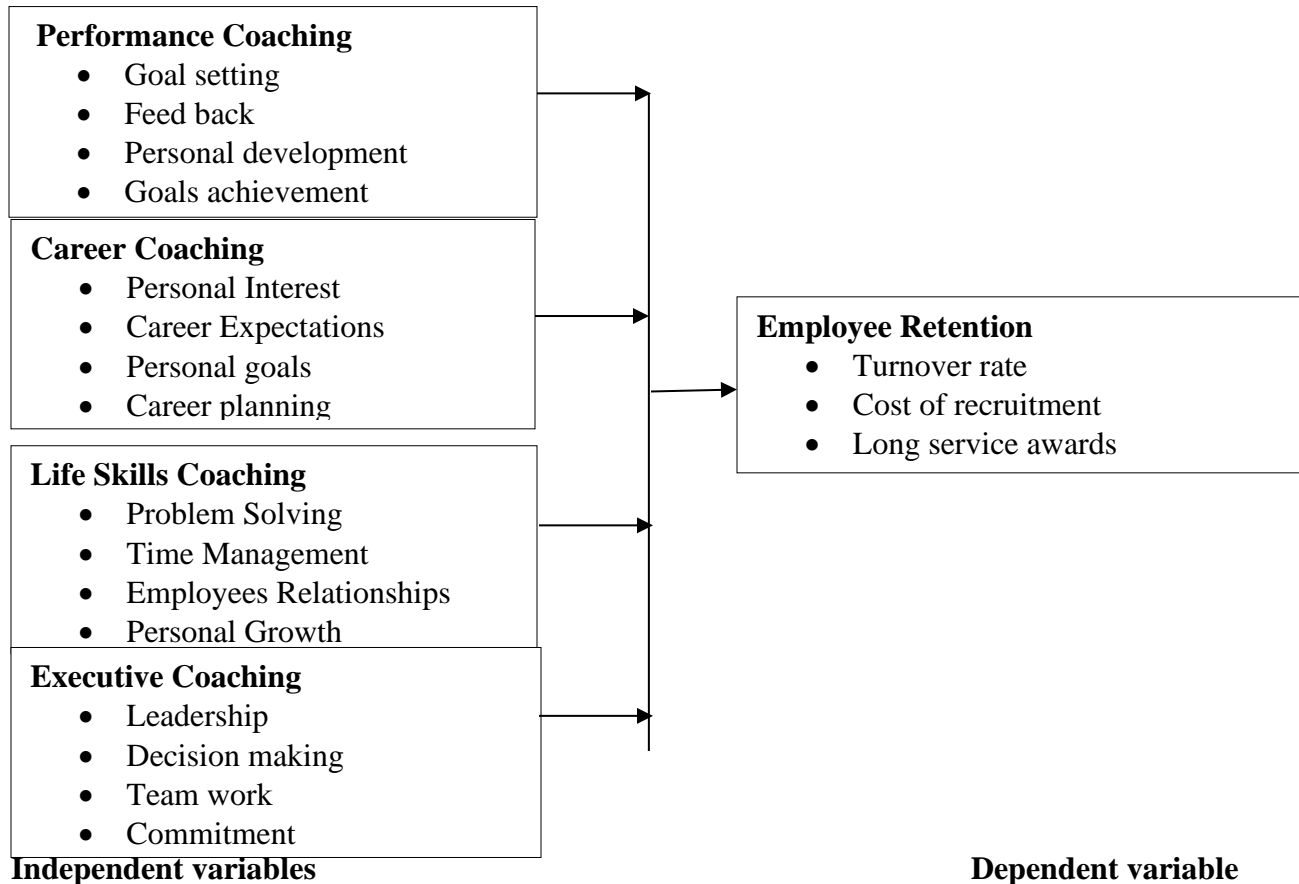 Performance Coaching
• Goal setting
• Feed back
• Personal development
• Goals achievement
Career Coaching
• Personal Interest
• Career Expectations
• Personal goals
• Career planning
Life Skills Coaching
• Problem Solving
• Time Management
• Employees Relationships
• Personal Growth
Executive Coaching
• Leadership
• Decision making
• Team work
• Commitment
Employee Retention
• Turnover rate
• Cost of recruitment
• Long service awards
Independent variables
Dependent variable